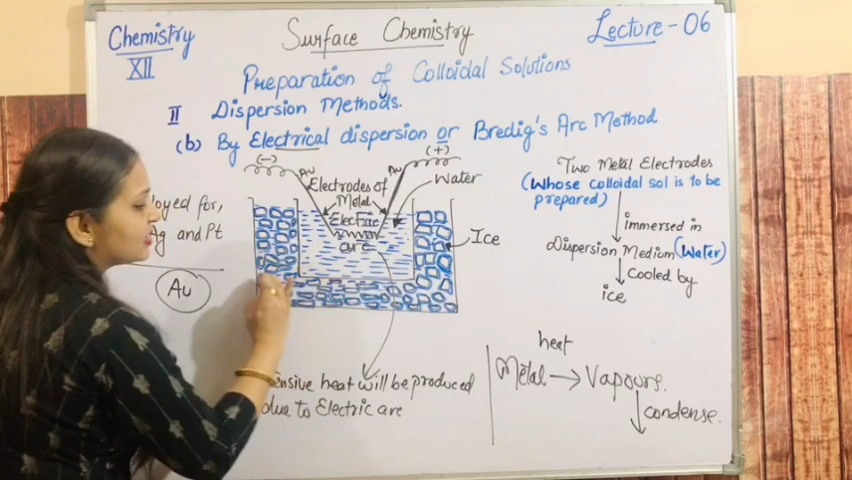 Chemistry
XII
Surface Chemistry
Lecture-06
Preparation of Colloidal Solutions
II Dispersion Methods.
(b) By Electrical dispersion or Bredig's Arc Method
(-)
(+)
Au
Au
Electrodes of
Metal
Water
Electric
arc
Ice
for,
Ag and Pt
Au
heat will be produced
due to Electric arc
Two Metal Electrodes
(Whose colloidal sol is to be
prepared)
immersed in
Dispersion Medium (Water)
Cooled by
ice
heat
Metal → Vapours.
condense.